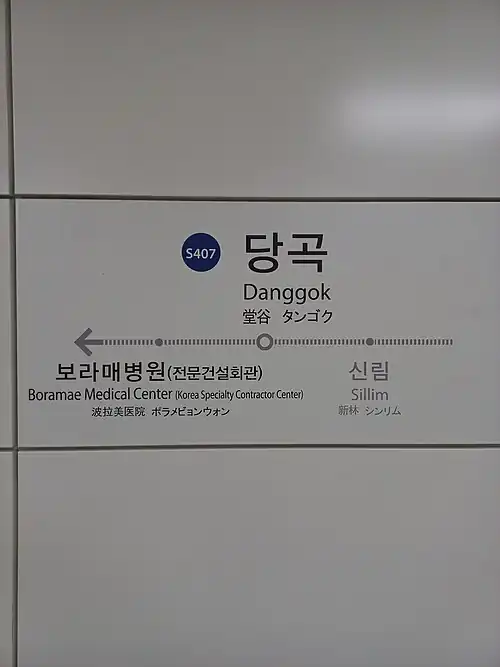 S407 당곡
Danggok
堂谷 タンゴク
보라매병원(전문건설회관)
Boramae Medical Center (Korea Specialty Contractor Center)
波拉美医院 ボラメビョンウォン
신림
Sillim
新林 シンリム